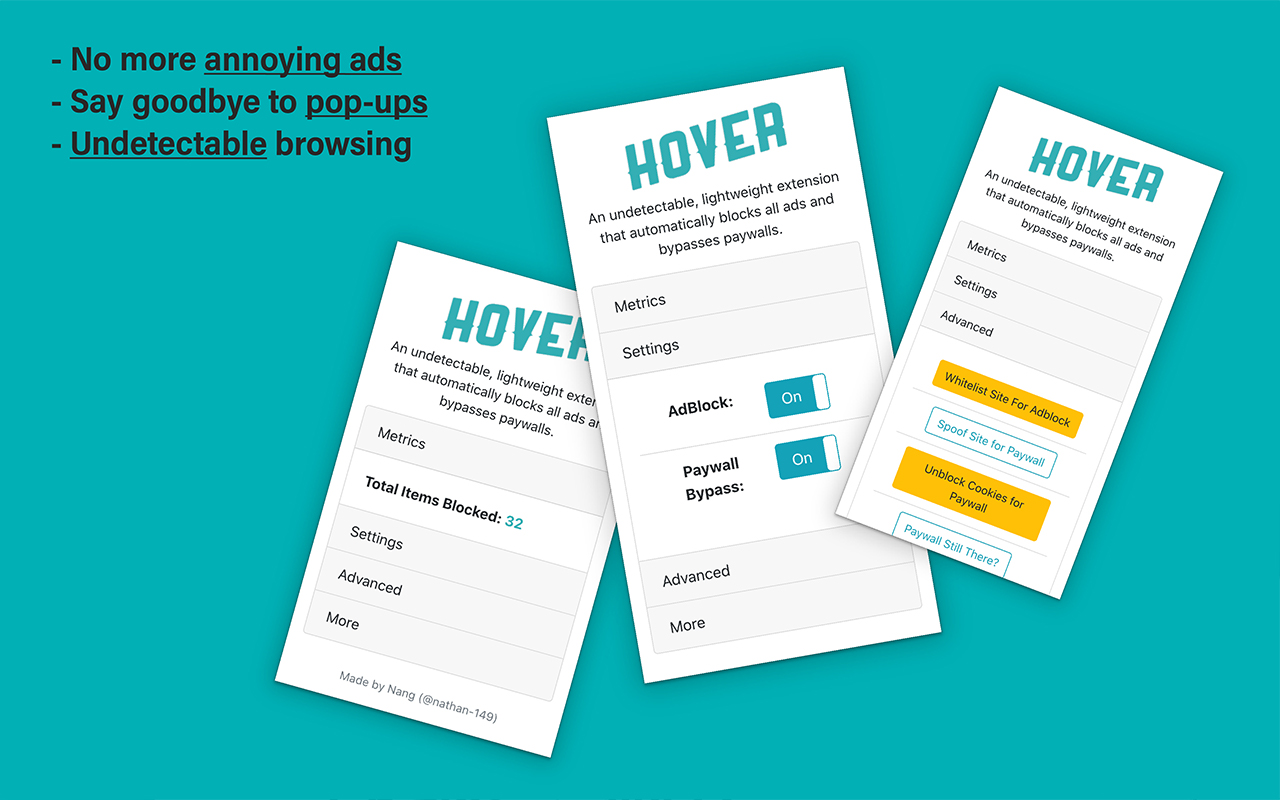 - No more annoying ads
- Say goodbye to pop-ups
- Undetectable browsing
HOVER
An undetectable, lightweight
that automatically blocks all ads
bypasses paywalls.
Metrics
Total Items Blocked: 32
Settings
Advanced
More
Made by Nang (@nathan-149)
HOVER
An undetectable, lightweight extension
that automatically blocks all ads and
bypasses paywalls.
Metrics
Settings
AdBlock: On
Paywall
Bypass: On
Advanced
More
HOVER
An undetectable, lightweight extension
that automatically blocks all ads and
bypasses paywalls.
Metrics
Settings
Advanced
Whitelist Site For Adblock
Spoof Site for Paywall
Unblock Cookies for
Paywall
Paywall Still There?